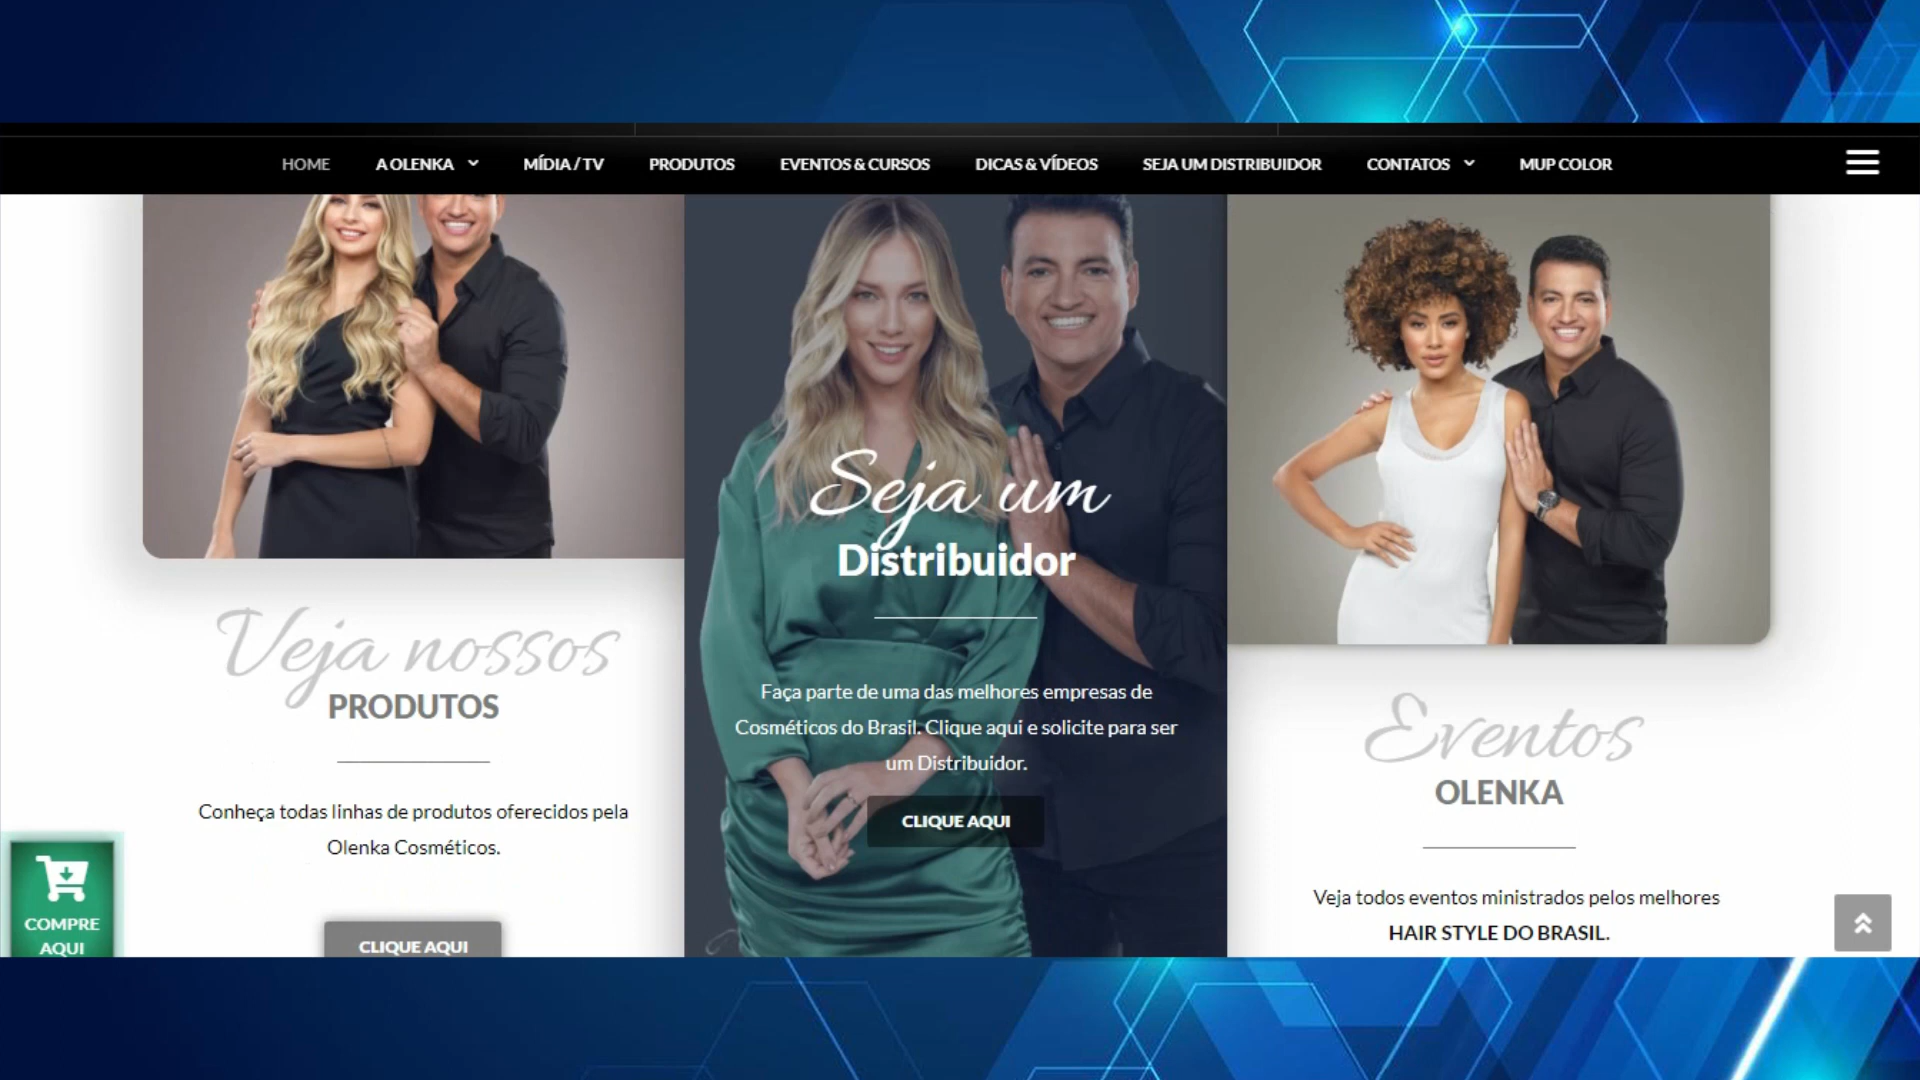 HOME
A OLENKA
MÍDIA / TV
PRODUTOS
EVENTOS & CURSOS
DICAS & VÍDEOS
SEJA UM DISTRIBUIDOR
CONTATOS
MUP COLOR
Veja nossos
PRODUTOS
Conheça todas linhas de produtos oferecidos pela
Olenka Cosméticos.
CLIQUE AQUI
Seja um
Distribuidor
Faça parte de uma das melhores empresas de
Cosméticos do Brasil. Clique aqui e solicite para ser
um Distribuidor.
CLIQUE AQUI
Eventos
OLENKA
Veja todos eventos ministrados pelos melhores
HAIR STYLE DO BRASIL.
COMPRE
AQUI